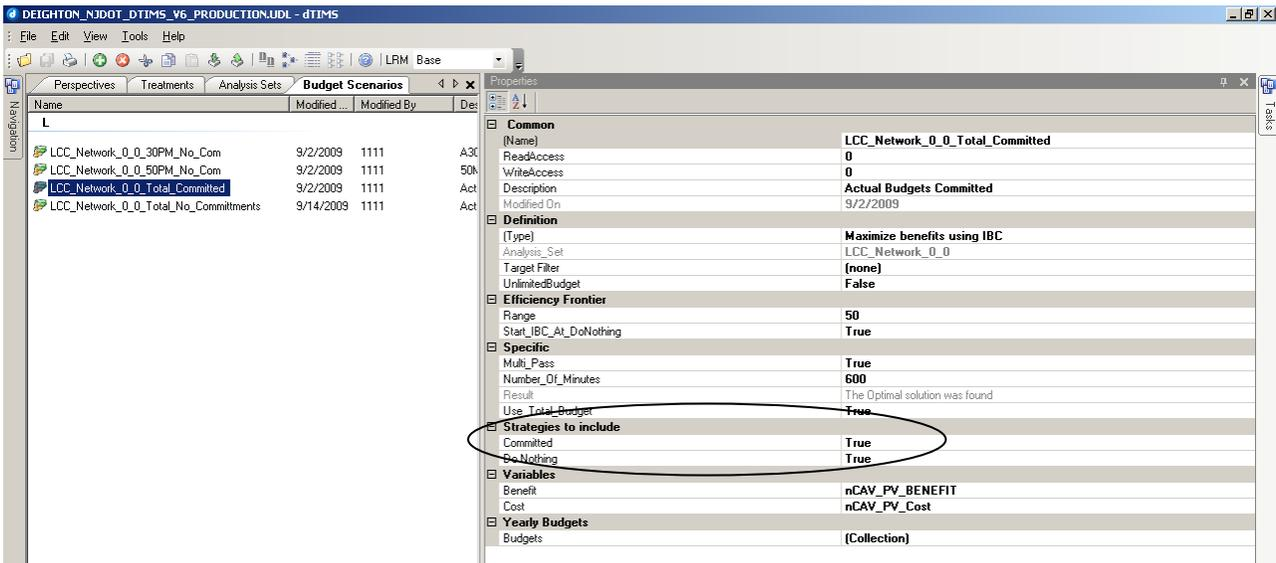 DEIGHTON_NJDOT_DTIMS_V6_PRODUCTION.UDL - dTIMS
File Edit View Tools Help
LRM Base
Navigation
Perspectives Treatments Analysis Sets Budget Scenarios
Name Modified ... Modified By Des
L
LCC_Network_0_0_30PM_No_Com 9/2/2009 1111 A30
LCC_Network_0_0_50PM_No_Com 9/2/2009 1111
LCC_Network_0_0_Total_Committed 9/2/2009 1111 Act
LCC_Network_0_0_Total_No_Committments 9/14/2009 1111 Act
Properties
Common
(Name) LCC_Network_0_0_Total_Committed
ReadAccess 0
WriteAccess 0
Description Actual Budgets Committed
Modified On 9/2/2009
Definition
(Type) Maximize benefits using IBC
Analysis_Set LCC_Network_0_0
Target Filter (none)
UnlimitedBudget False
Efficiency Frontier
Range 50
Start_IBC_At_DoNothing True
Specific
Multi_Pass True
Number_Of_Minutes 600
Result The Optimal solution was found
Use_Total_Budget True
Strategies to include
Committed True
Do Nothing True
Variables
Benefit nCAV_PV_BENEFIT
Cost nCAV_PV_Cost
Yearly Budgets
Budgets (Collection)
Tasks